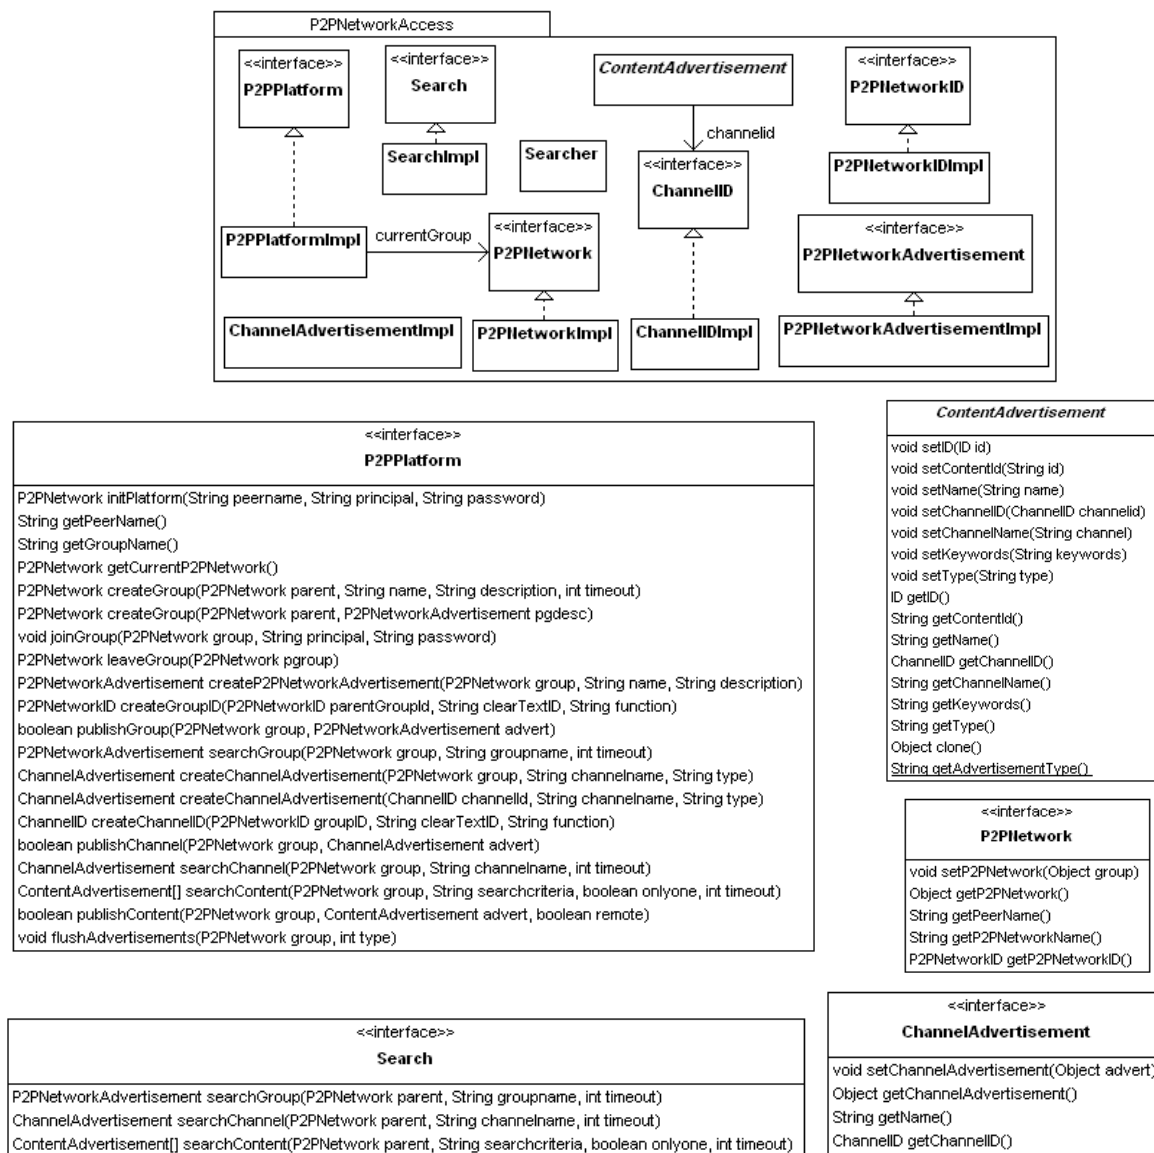 P2PNetworkAccess
<<interface>>
P2PPlatform
<<interface>>
Search
ContentAdvertisement
<<interface>>
P2PNetworkID
channelid
SearchImpl
Searcher
<<interface>>
ChannelID
P2PNetworkIDImpl
P2PPlatformImpl
currentGroup
<<interface>>
P2PNetwork
<<interface>>
P2PNetworkAdvertisement
ChannelAdvertisementImpl
P2PNetworkImpl
ChannelIDImpl
P2PNetworkAdvertisementImpl
<<interface>>
P2PPlatform
P2PNetwork initPlatform(String peername, String principal, String password)
String getPeerName()
String getGroupName()
P2PNetwork getCurrentP2PNetwork()
P2PNetwork createGroup(P2PNetwork parent, String name, String description, int timeout)
P2PNetwork createGroup(P2PNetwork parent, P2PNetworkAdvertisement pgdesc)
void joinGroup(P2PNetwork group, String principal, String password)
P2PNetwork leaveGroup(P2PNetwork pgroup)
P2PNetworkAdvertisement createP2PNetworkAdvertisement(P2PNetwork group, String name, String description)
P2PNetworkID createGroupID(P2PNetworkID parentGroupId, String clearTextID, String function)
boolean publishGroup(P2PNetwork group, P2PNetworkAdvertisement advert)
P2PNetworkAdvertisement searchGroup(P2PNetwork group, String groupname, int timeout)
ChannelAdvertisement createChannelAdvertisement(P2PNetwork group, String channelname, String type)
ChannelAdvertisement createChannelAdvertisement(ChannelID channelId, String channelname, String type)
ChannelID createChannelID(P2PNetworkID groupID, String clearTextID, String function)
boolean publishChannel(P2PNetwork group, ChannelAdvertisement advert)
ChannelAdvertisement searchChannel(P2PNetwork group, String channelname, int timeout)
ContentAdvertisement[] searchContent(P2PNetwork group, String searchcriteria, boolean onlyone, int timeout)
boolean publishContent(P2PNetwork group, ContentAdvertisement advert, boolean remote)
void flushAdvertisements(P2PNetwork group, int type)
ContentAdvertisement
void setID(ID id)
void setContentId(String id)
void setName(String name)
void setChannelID(ChannelID channelid)
void setChannelName(String channel)
void setKeywords(String keywords)
void setType(String type)
ID getID()
String getContentId()
String getName()
ChannelID getChannelID()
String getChannelName()
String getKeywords()
String getType()
Object clone()
String getAdvertisementType()
<<interface>>
P2PNetwork
void setP2PNetwork(Object group)
Object getP2PNetwork()
String getPeerName()
String getP2PNetworkName()
P2PNetworkID getP2PNetworkID()
<<interface>>
Search
P2PNetworkAdvertisement searchGroup(P2PNetwork parent, String groupname, int timeout)
ChannelAdvertisement searchChannel(P2PNetwork parent, String channelname, int timeout)
ContentAdvertisement[] searchContent(P2PNetwork parent, String searchcriteria, boolean onlyone, int timeout)
<<interface>>
ChannelAdvertisement
void setChannelAdvertisement(Object advert)
Object getChannelAdvertisement()
String getName()
ChannelID getChannelID()